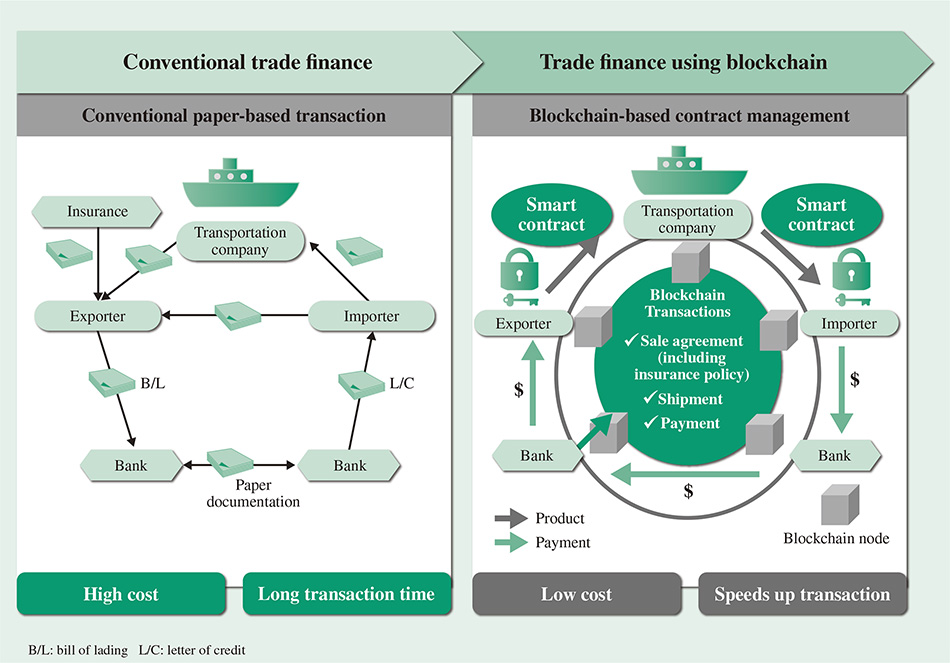 Conventional trade finance
Trade finance using blockchain
Conventional paper-based transaction
Insurance
Transportation
company
Exporter
Importer
B/L
L/C
Bank
Bank
Paper
documentation
High cost
Long transaction time
Blockchain-based contract management
Smart
contract
Transportation
company
Smart
contract
Blockchain
Transactions
✓Sale agreement
(including
insurance policy)
✓Shipment
✓Payment
Exporter
Importer
$
$
Bank
Bank
$
Product
Payment
Blockchain node
Low cost
Speeds up transaction
B/L: bill of lading L/C: letter of credit